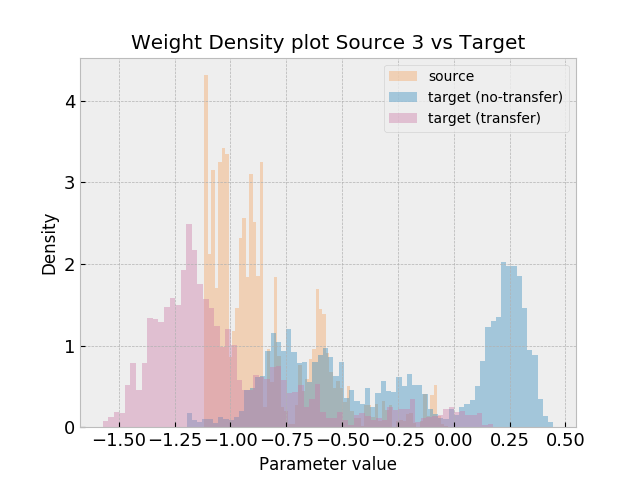 Weight Density plot Source 3 vs Target
source
target (no-transfer)
target (transfer)
Density
4
3
2
1
0
−1.50
−1.25
−1.00
−0.75
−0.50
−0.25
0.00
0.25
0.50
Parameter value